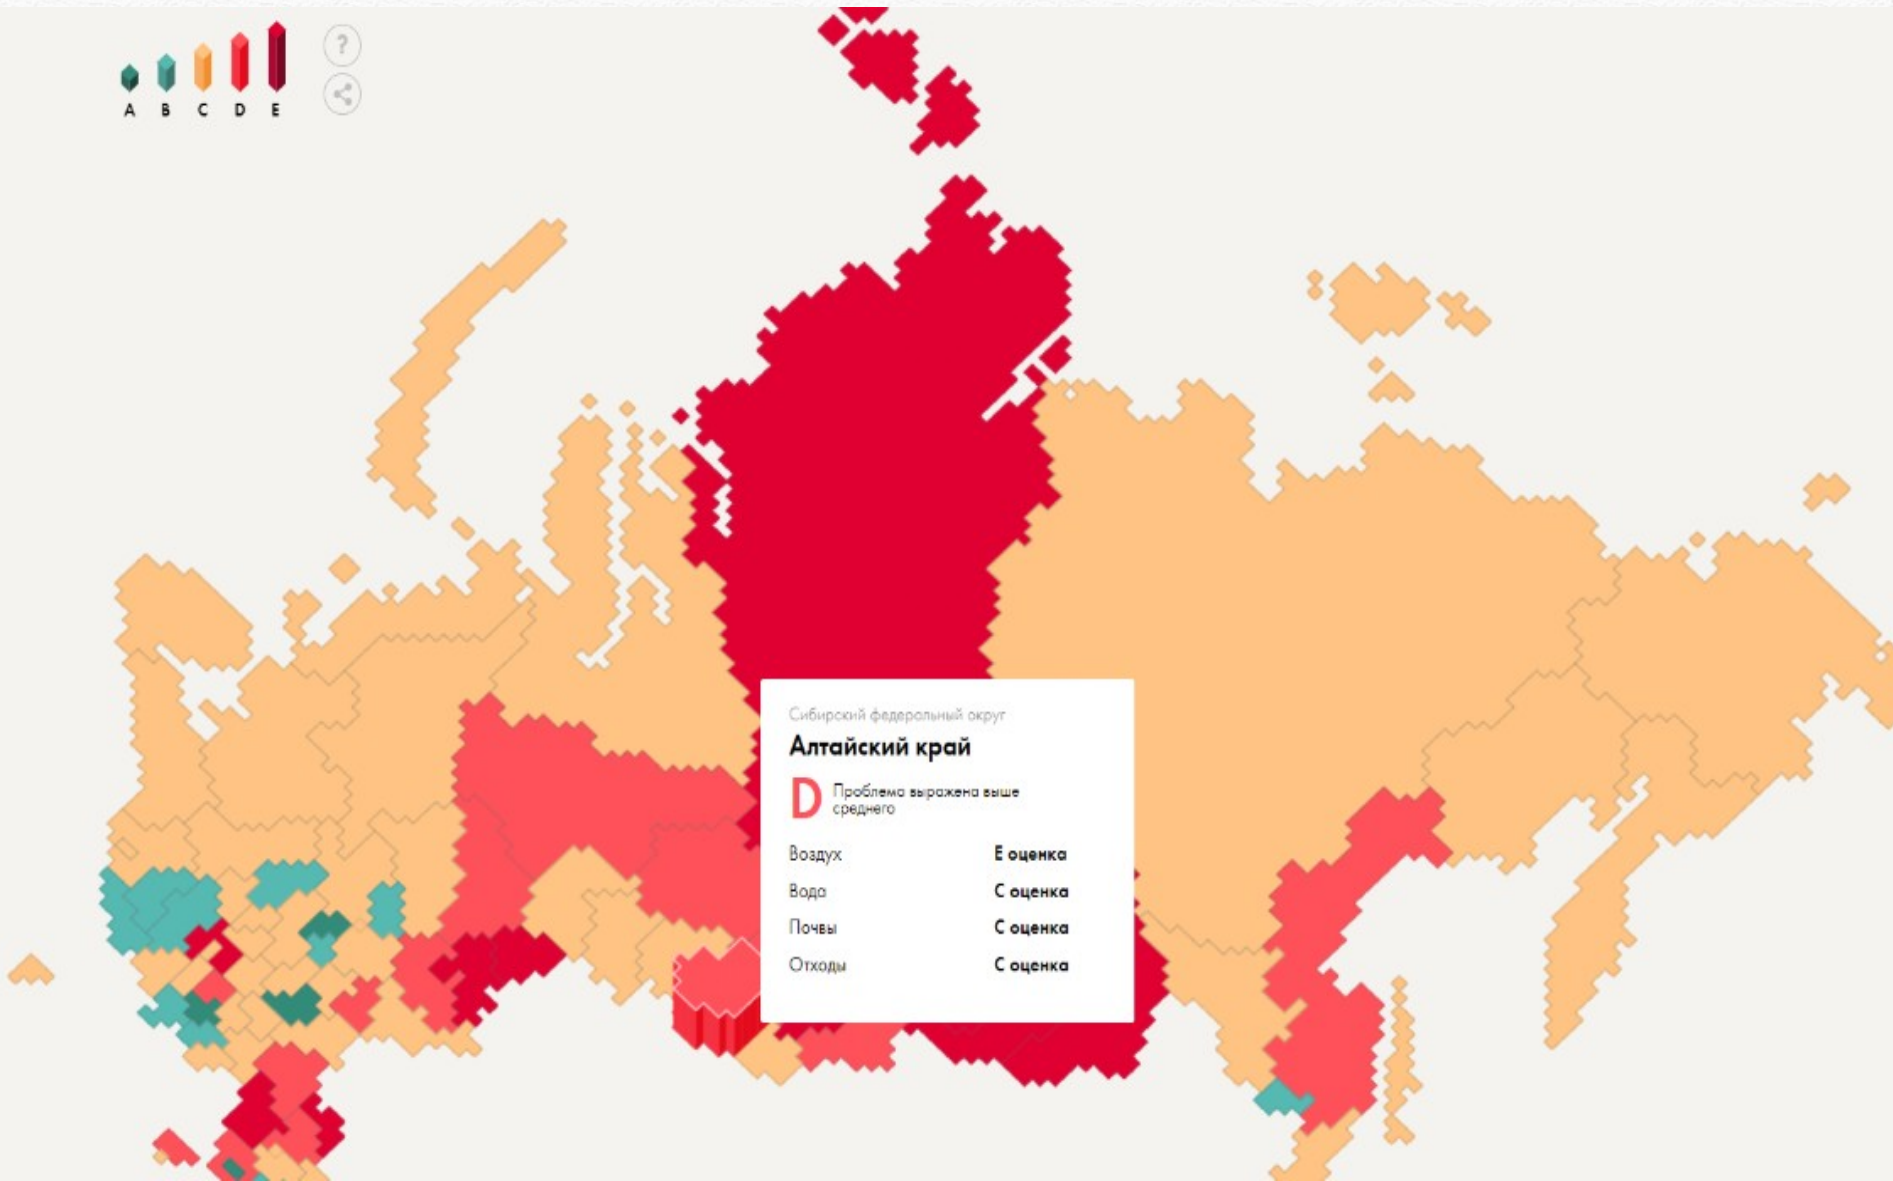 A B C D E
?
Сибирский федеральный округ
Алтайский край
D Проблема выражена выше
среднего
Воздух E оценка
Вода C оценка
Почвы C оценка
Отходы C оценка